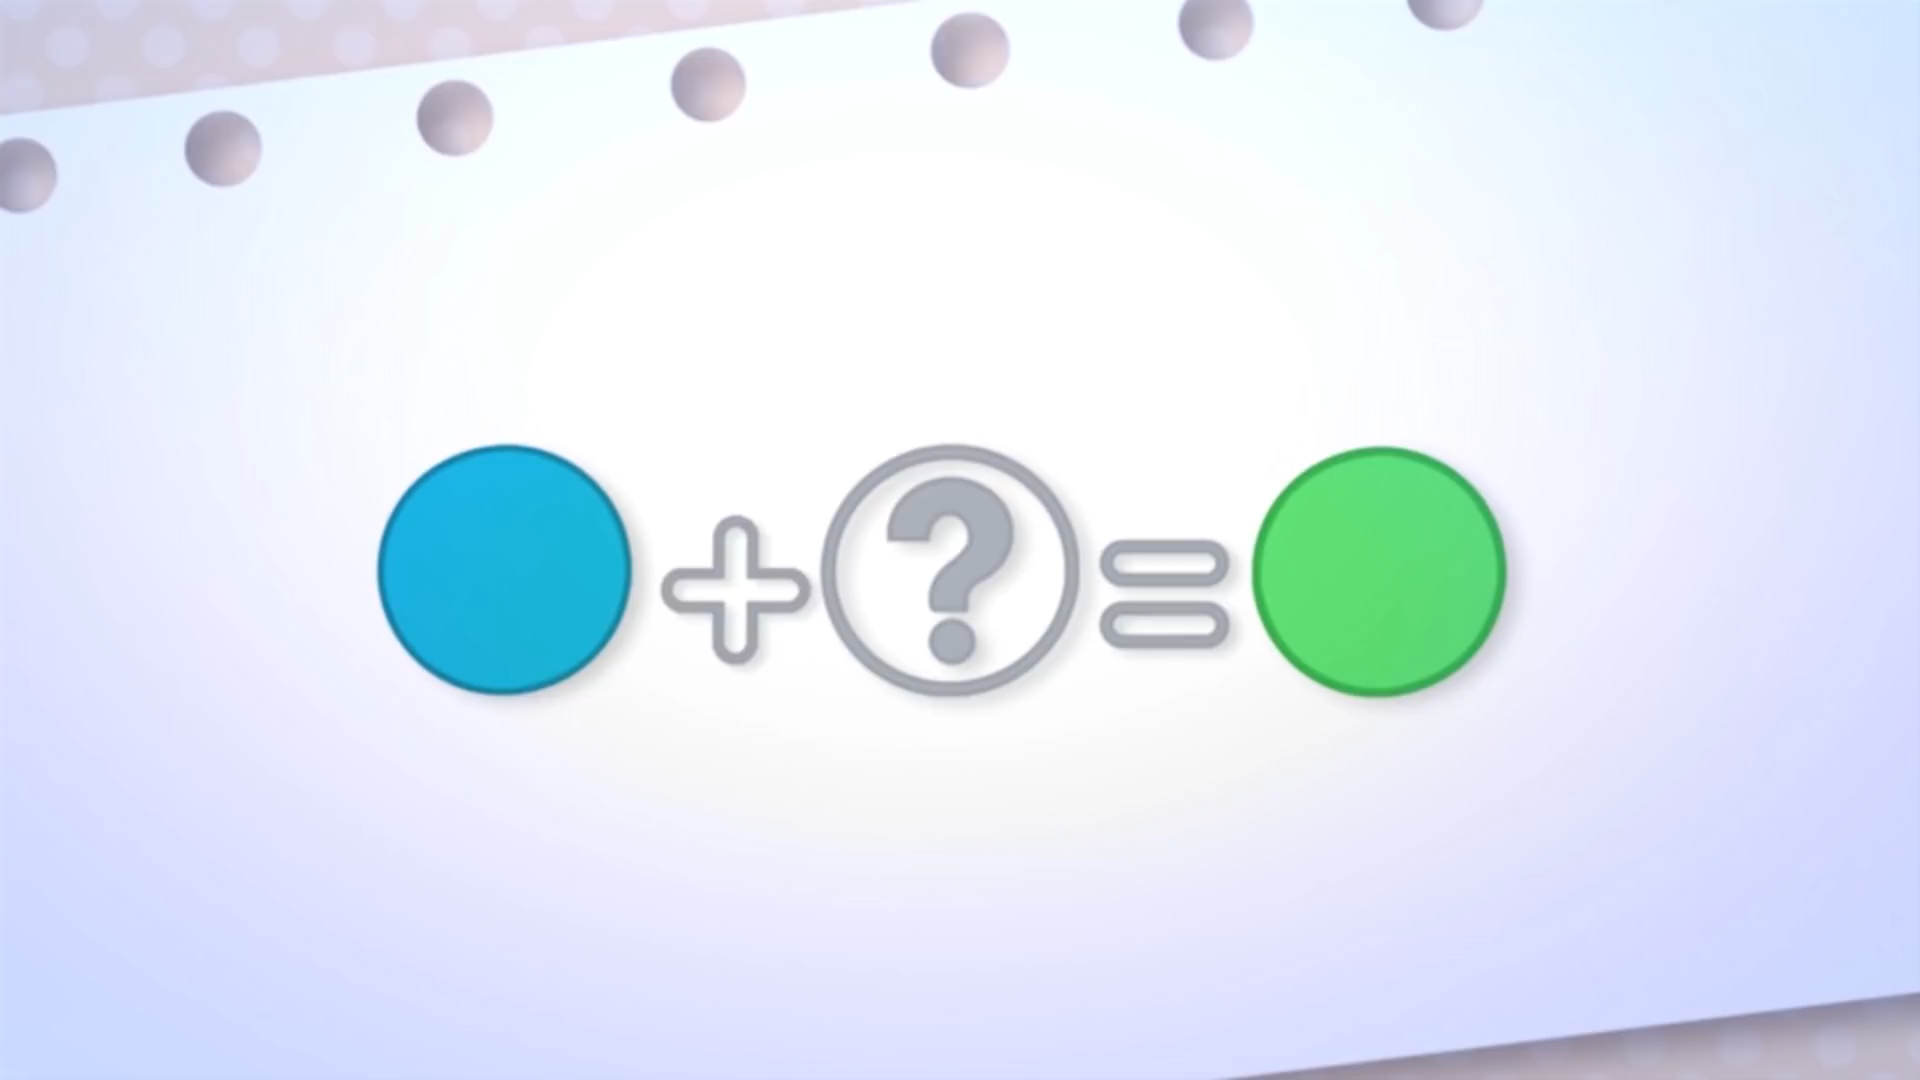 + ? =